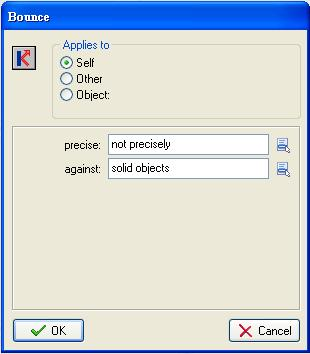 Bounce
Applies to
Self
Other
Object:
precise: not precisely
against: solid objects
OK Cancel